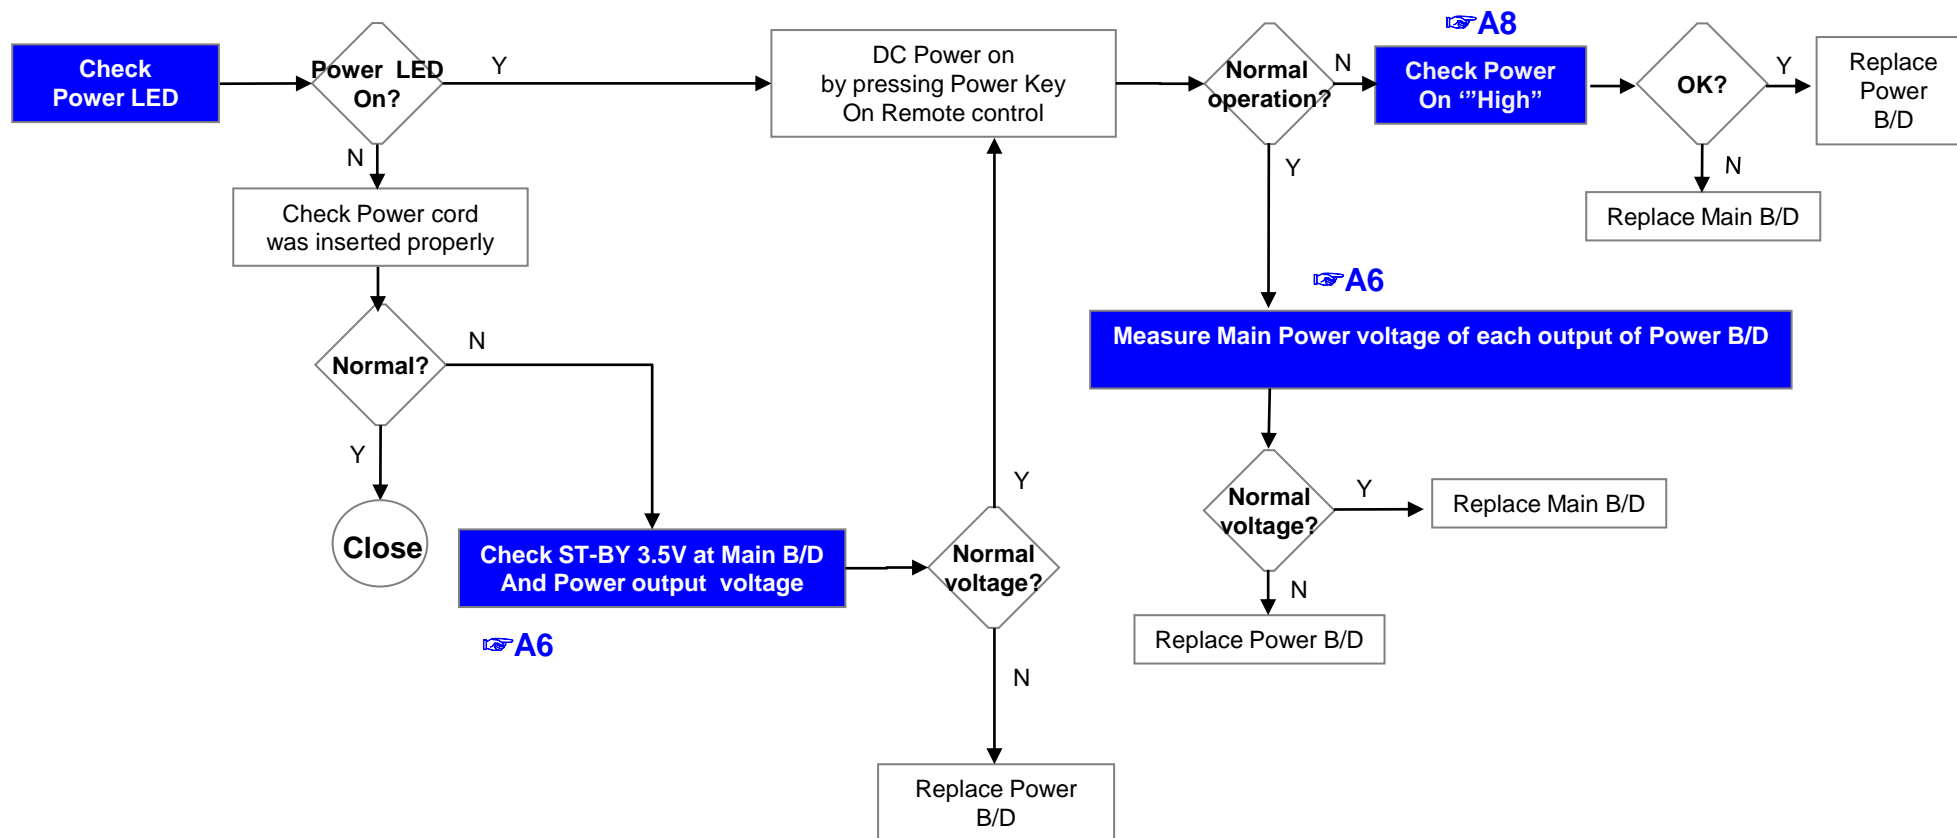 Check
Power LED
Power LED
On?
Y
N
DC Power on
by pressing Power Key
On Remote control
Normal
operation?
N
Y
☞A8
Check Power
On ‘”High”
OK?
Y
N
Replace
Power
B/D
Replace Main B/D
Check Power cord
was inserted properly
Normal?
N
Y
Close
Check ST-BY 3.5V at Main B/D
And Power output voltage
☞A6
Normal
voltage?
Y
N
Replace Power
B/D
☞A6
Measure Main Power voltage of each output of Power B/D
Normal
voltage?
Y
N
Replace Main B/D
Replace Power B/D